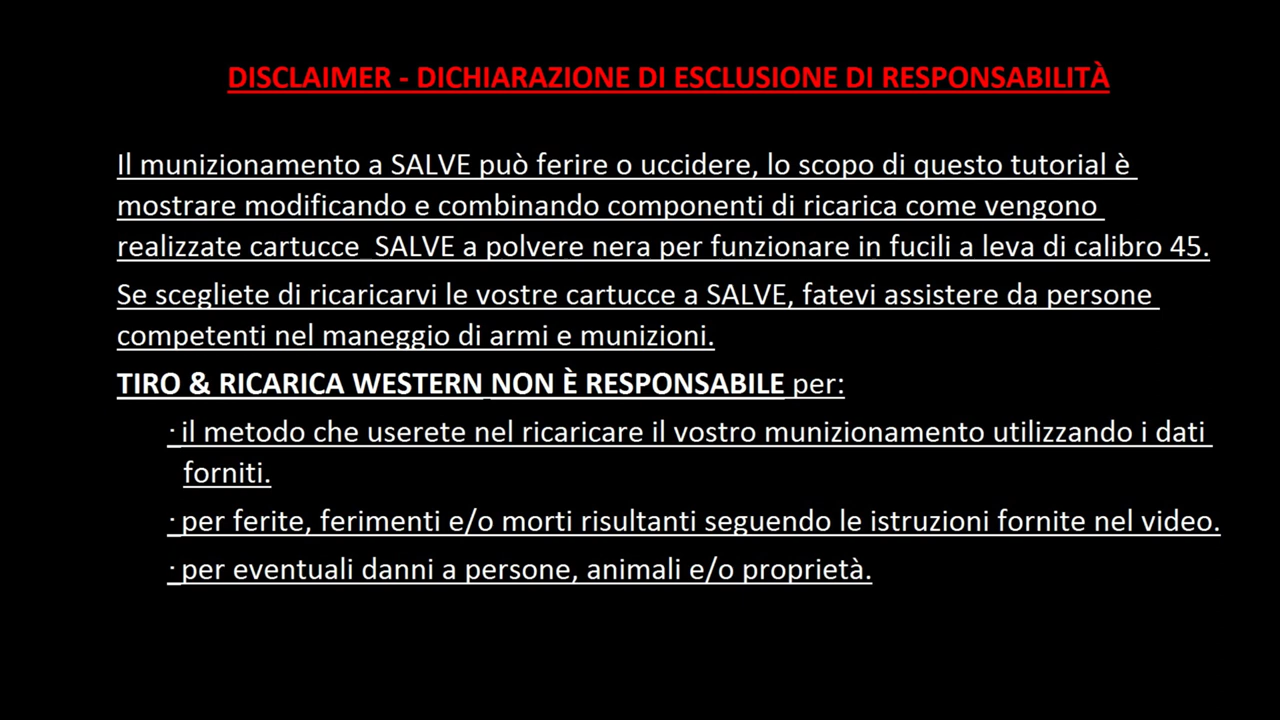 DISCLAIMER - DICHIARAZIONE DI ESCLUSIONE DI RESPONSABILITÀ
Il munizionamento a SALVE può ferire o uccidere, lo scopo di questo tutorial è
mostrare modificando e combinando componenti di ricarica come vengono
realizzate cartucce SALVE a polvere nera per funzionare in fucili a leva di calibro 45.
Se scegliete di ricaricarvi le vostre cartucce a SALVE, fatevi assistere da persone
competenti nel maneggio di armi e munizioni.
TIRO & RICARICA WESTERN NON È RESPONSABILE per:
· il metodo che userete nel ricaricare il vostro munizionamento utilizzando i dati
forniti.
· per ferite, ferimenti e/o morti risultanti seguendo le istruzioni fornite nel video.
· per eventuali danni a persone, animali e/o proprietà.